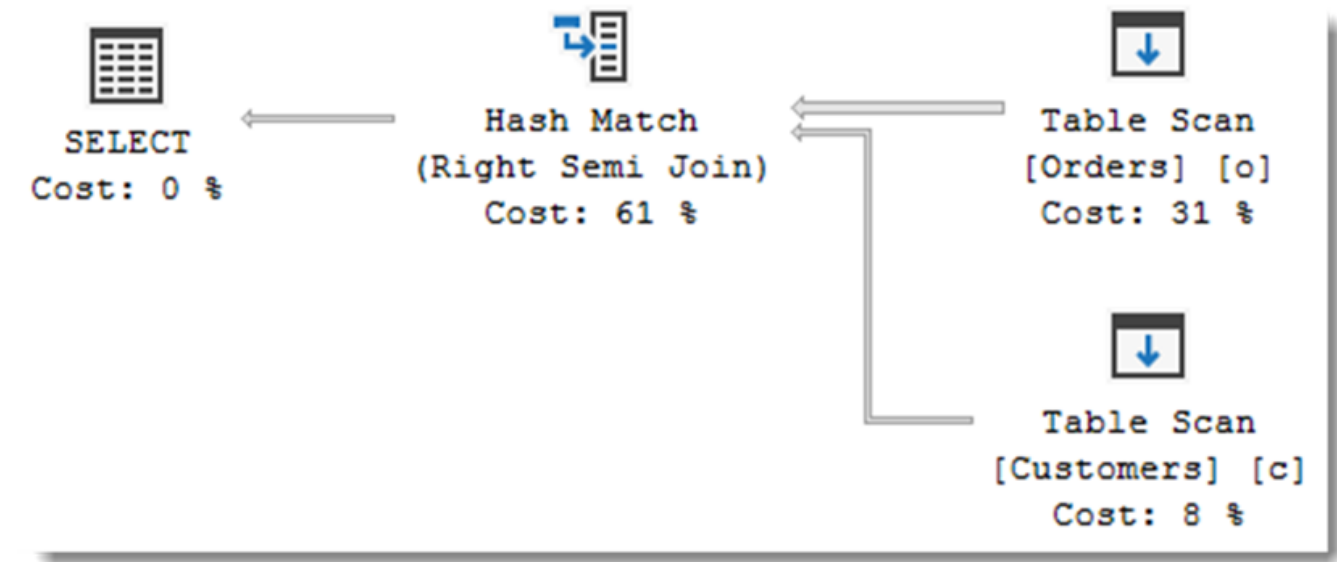 SELECT
Cost: 0 %
Hash Match
(Right Semi Join)
Cost: 61 %
Table Scan
[Orders] [o]
Cost: 31 %
Table Scan
[Customers] [c]
Cost: 8 %